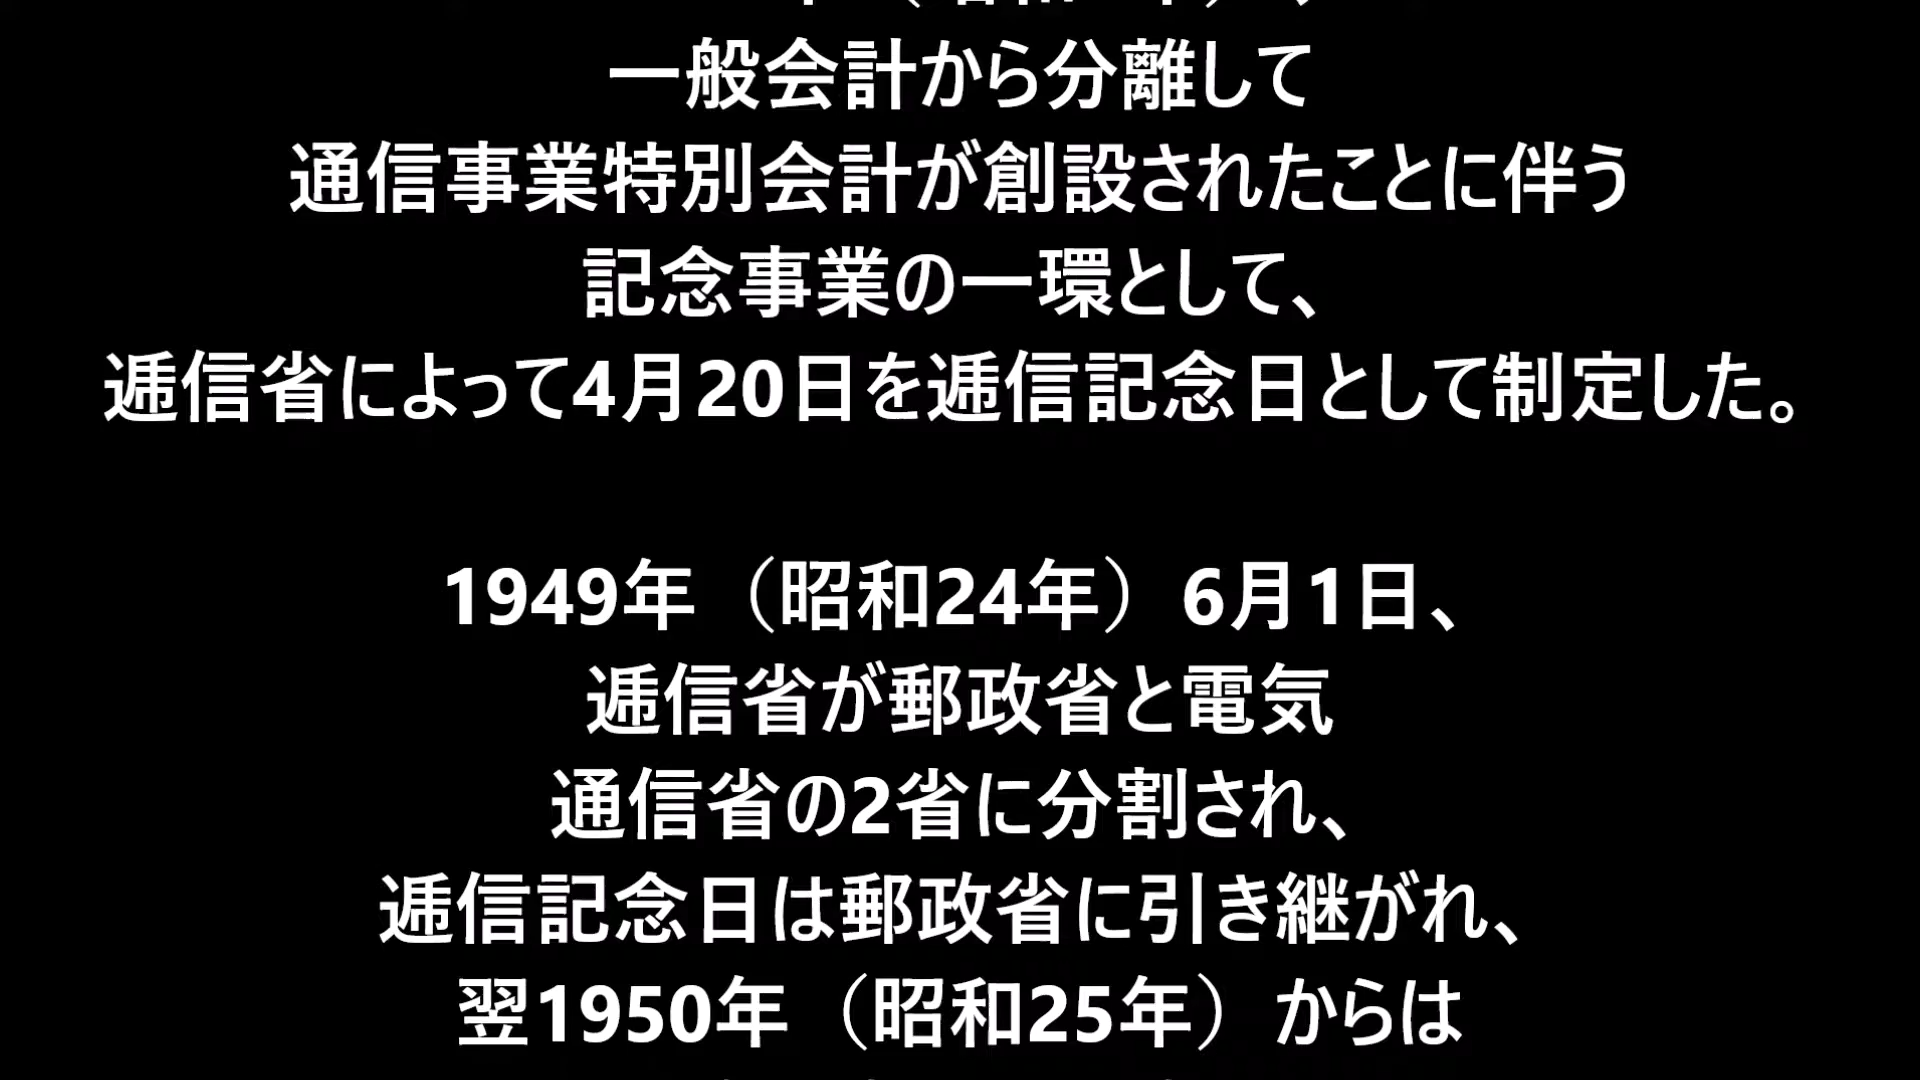 一般会計から分離して
通信事業特別会計が創設されたことに伴う
記念事業の一環として、
逓信省によって4月20日を逓信記念日として制定した。
1949年（昭和24年）6月1日、
逓信省が郵政省と電気
通信省の2省に分割され、
逓信記念日は郵政省に引き継がれ、
翌1950年（昭和25年）からは